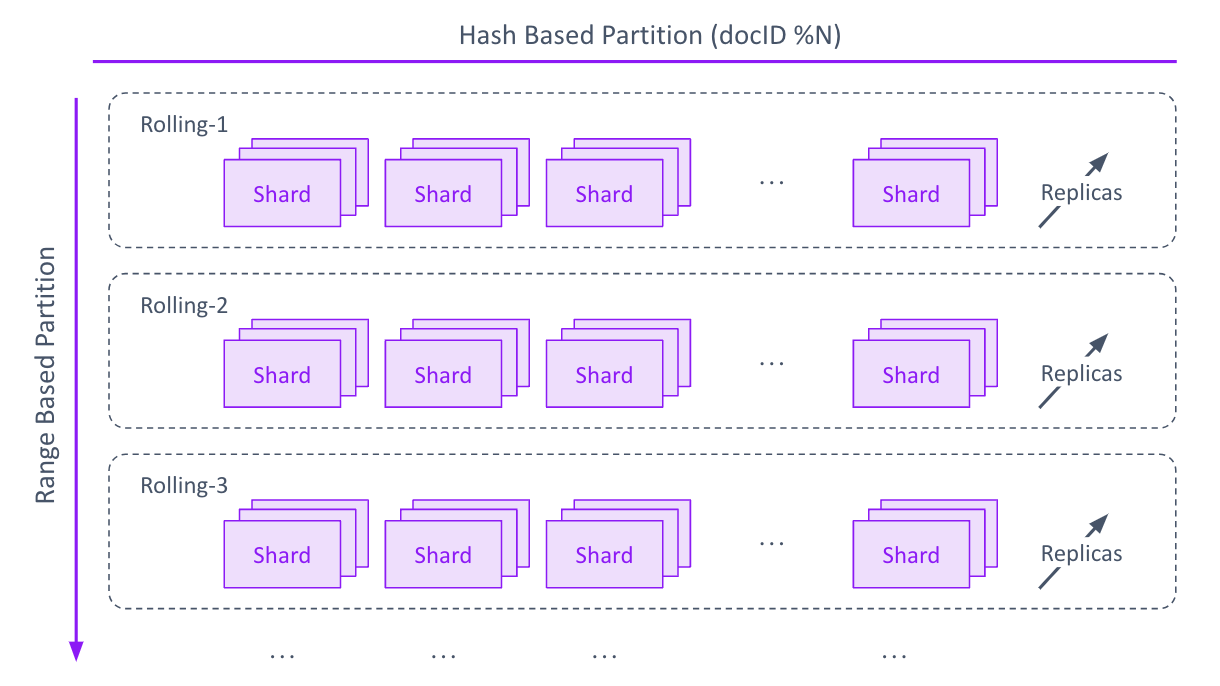 Hash Based Partition (docID %N)
Range Based Partition
Rolling-1
Shard Shard Shard ... Shard Replicas
Rolling-2
Shard Shard Shard ... Shard Replicas
Rolling-3
Shard Shard Shard ... Shard Replicas
... ... ... ...